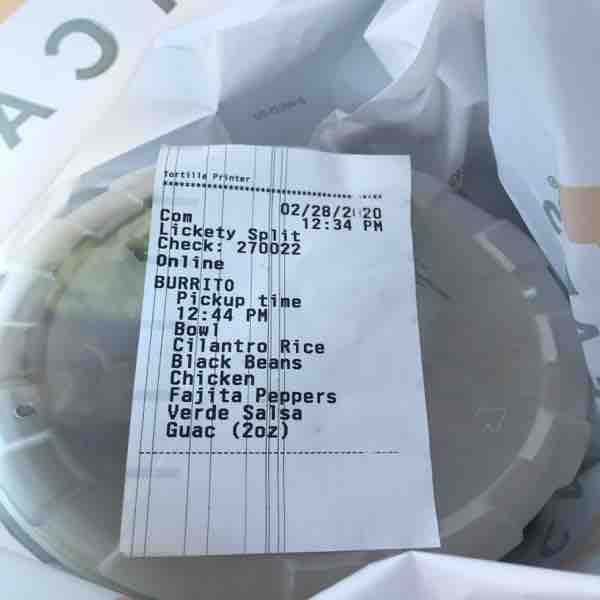 Tortilla Printer
02/28/2020
Com 12:34 PM
Lickety Split
Check: 270022
Online
BURRITO
Pickup time
12:44 PM
Bowl
Cilantro Rice
Black Beans
Chicken
Fajita Peppers
Verde Salsa
Guac (2oz)